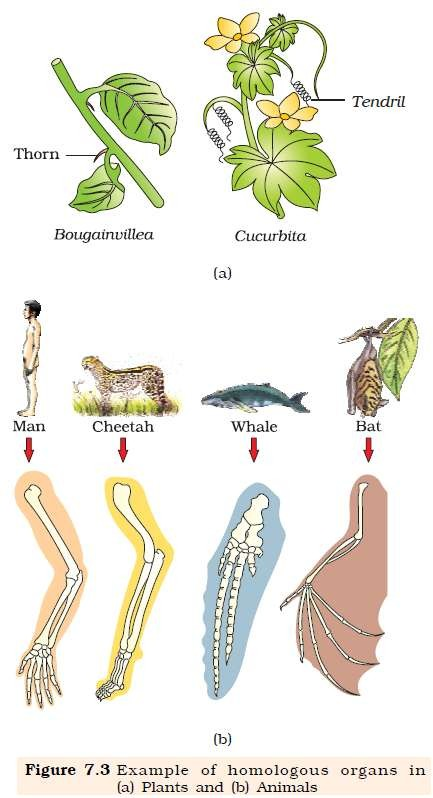 Tendril
Thorn
Bougainvillea
Cucurbita
(a)
Man
Cheetah
Whale
Bat
(b)
Figure 7.3 Example of homologous organs in
(a) Plants and (b) Animals